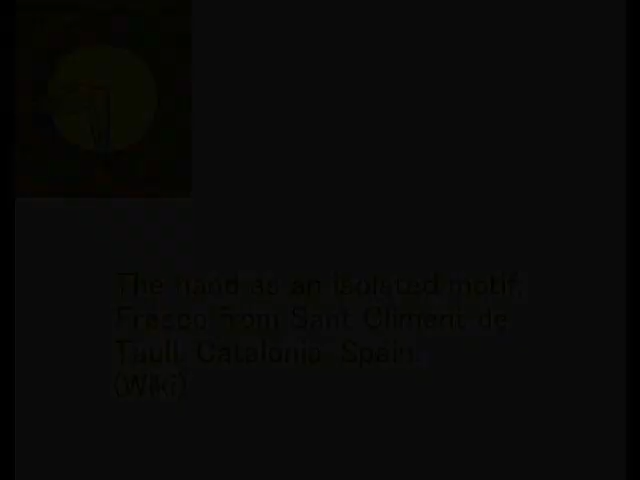 The hand as an isolated motif.
Fresco from Sant Climent de
Taull, Catalonia, Spain.
(Wiki)